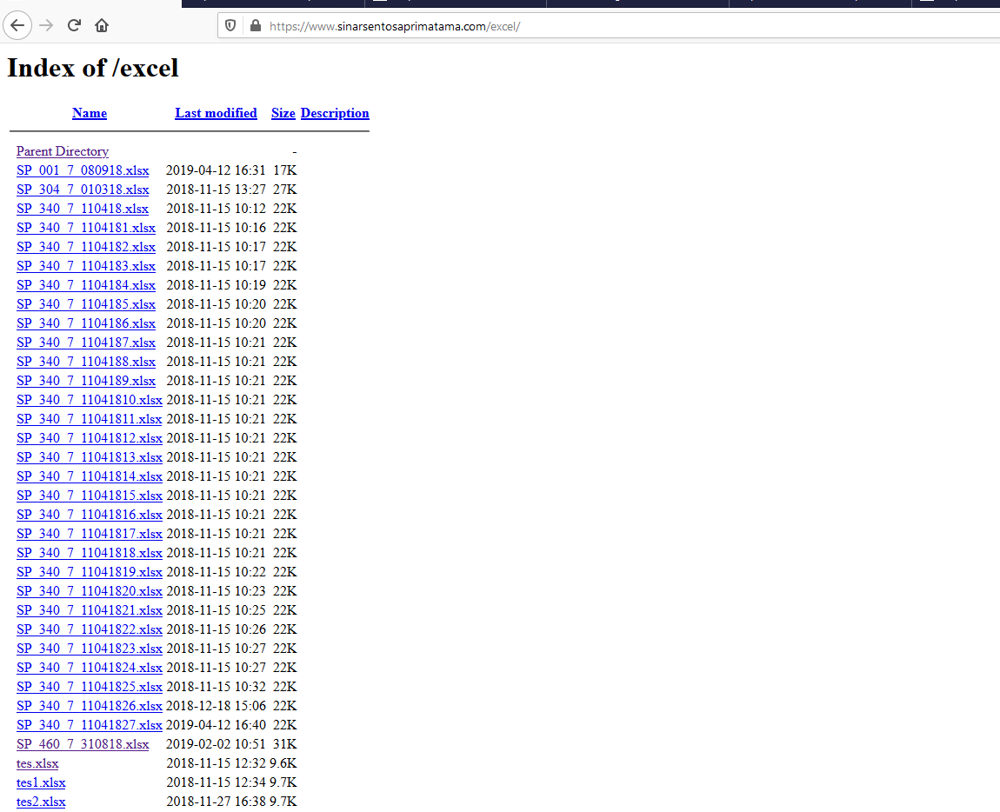 https://www.sinarsentosaprimatama.com/excel/
Index of /excel
Name Last modified Size Description
Parent Directory -
SP_001_7_080918.xlsx 2019-04-12 16:31 17K
SP_304_7_010318.xlsx 2018-11-15 13:27 27K
SP_340_7_110418.xlsx 2018-11-15 10:12 22K
SP_340_7_1104181.xlsx 2018-11-15 10:16 22K
SP_340_7_1104182.xlsx 2018-11-15 10:17 22K
SP_340_7_1104183.xlsx 2018-11-15 10:17 22K
SP_340_7_1104184.xlsx 2018-11-15 10:19 22K
SP_340_7_1104185.xlsx 2018-11-15 10:20 22K
SP_340_7_1104186.xlsx 2018-11-15 10:20 22K
SP_340_7_1104187.xlsx 2018-11-15 10:21 22K
SP_340_7_1104188.xlsx 2018-11-15 10:21 22K
SP_340_7_1104189.xlsx 2018-11-15 10:21 22K
SP_340_7_11041810.xlsx 2018-11-15 10:21 22K
SP_340_7_11041811.xlsx 2018-11-15 10:21 22K
SP_340_7_11041812.xlsx 2018-11-15 10:21 22K
SP_340_7_11041813.xlsx 2018-11-15 10:21 22K
SP_340_7_11041814.xlsx 2018-11-15 10:21 22K
SP_340_7_11041815.xlsx 2018-11-15 10:21 22K
SP_340_7_11041816.xlsx 2018-11-15 10:21 22K
SP_340_7_11041817.xlsx 2018-11-15 10:21 22K
SP_340_7_11041818.xlsx 2018-11-15 10:21 22K
SP_340_7_11041819.xlsx 2018-11-15 10:22 22K
SP_340_7_11041820.xlsx 2018-11-15 10:23 22K
SP_340_7_11041821.xlsx 2018-11-15 10:25 22K
SP_340_7_11041822.xlsx 2018-11-15 10:26 22K
SP_340_7_11041823.xlsx 2018-11-15 10:27 22K
SP_340_7_11041824.xlsx 2018-11-15 10:27 22K
SP_340_7_11041825.xlsx 2018-11-15 10:32 22K
SP_340_7_11041826.xlsx 2018-12-18 15:06 22K
SP_340_7_11041827.xlsx 2019-04-12 16:40 22K
SP_460_7_310818.xlsx 2019-02-02 10:51 31K
tes.xlsx 2018-11-15 12:32 9.6K
tes1.xlsx 2018-11-15 12:34 9.7K
tes2.xlsx 2018-11-27 16:38 9.7K